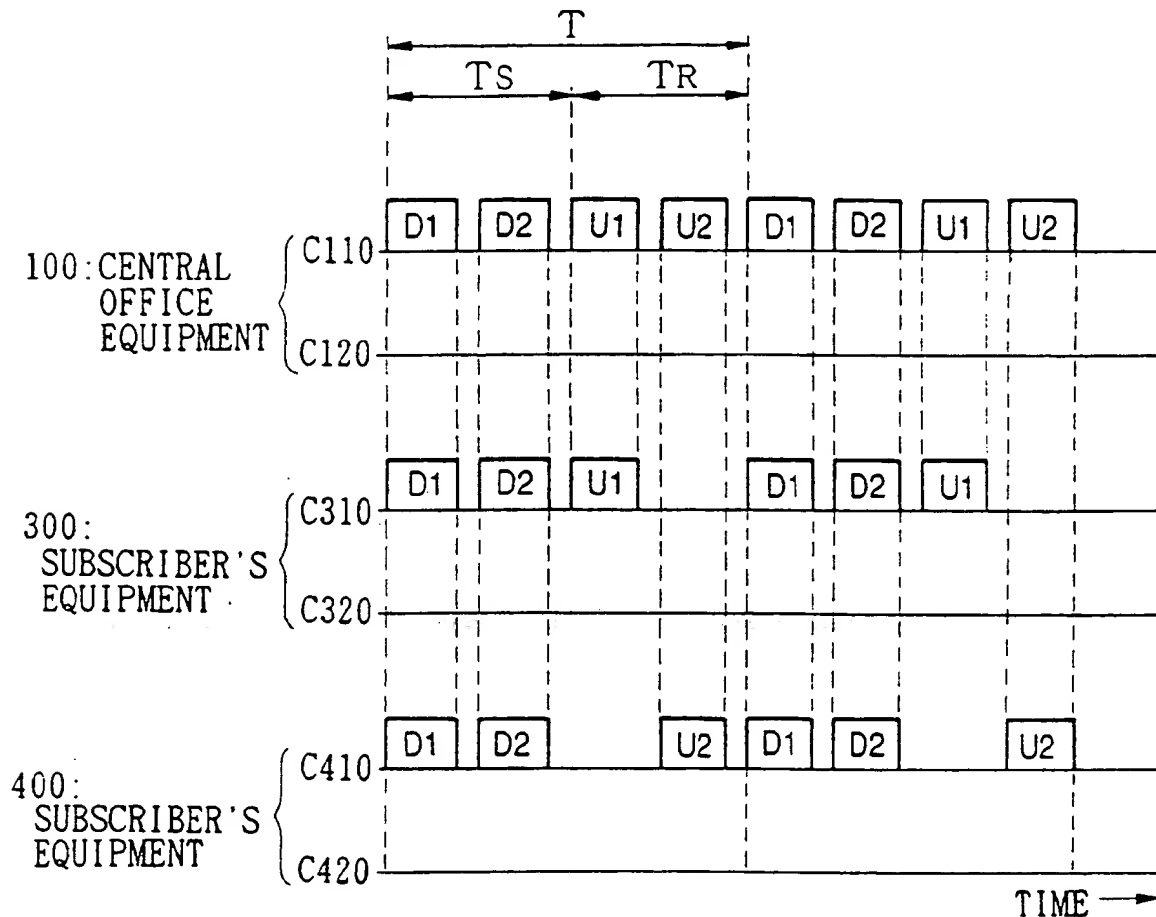 T
TS TR
D1 D2 U1 U2 D1 D2 U1 U2
C110
100:CENTRAL
OFFICE
EQUIPMENT
C120
D1 D2 U1 D1 D2 U1
C310
300:
SUBSCRIBER'S
EQUIPMENT
C320
D1 D2 U2 D1 D2 U2
C410
400:
SUBSCRIBER'S
EQUIPMENT
C420
TIME